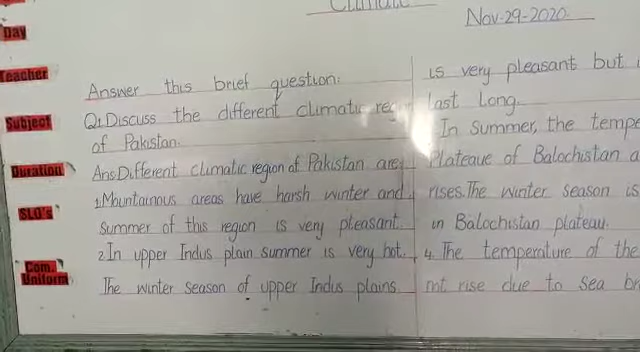 Climate
Nov-29-2020
Day
Teacher
Subject
Duration
SLO's
Com.
Uniform
Answer this brief question:
Q1.Discuss the different climatic reg
of Pakistan.
Ans.Different climatic region of Pakistan are:
1.Mountainous areas have harsh winter and
summer of this region is very pleasant.
2.In upper Indus plain summer is very hot.
The winter season of upper Indus plains
is very pleasant but
last long.
In summer, the tempe
Plateaue of Balochistan a
rises.The winter season is
in Balochistan plateau.
4. The temperature of the
not rise due to sea br